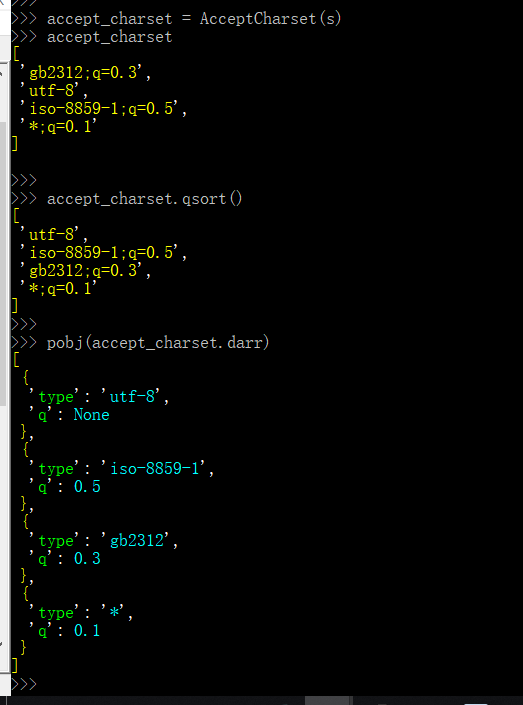 >>>
>>> accept_charset = AcceptCharset(s)
>>> accept_charset
[
 'gb2312;q=0.3',
 'utf-8',
 'iso-8859-1;q=0.5',
 '*;q=0.1'
]
>>>
>>> accept_charset.qsort()
[
 'utf-8',
 'iso-8859-1;q=0.5',
 'gb2312;q=0.3',
 '*;q=0.1'
]
>>>
>>> pobj(accept_charset.darr)
[
 {
  'type': 'utf-8',
  'q': None
 },
 {
  'type': 'iso-8859-1',
  'q': 0.5
 },
 {
  'type': 'gb2312',
  'q': 0.3
 },
 {
  'type': '*',
  'q': 0.1
 }
]
>>>